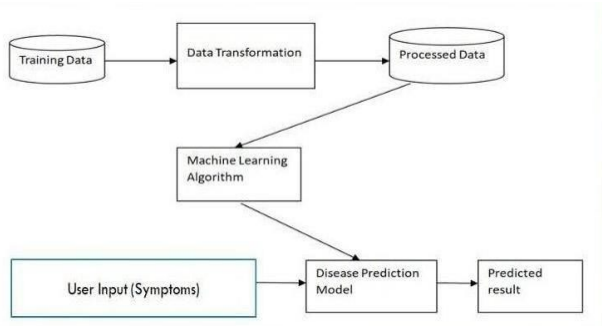 Training Data
Data Transformation
Processed Data
Machine Learning
Algorithm
User Input (Symptoms)
Disease Prediction
Model
Predicted
result